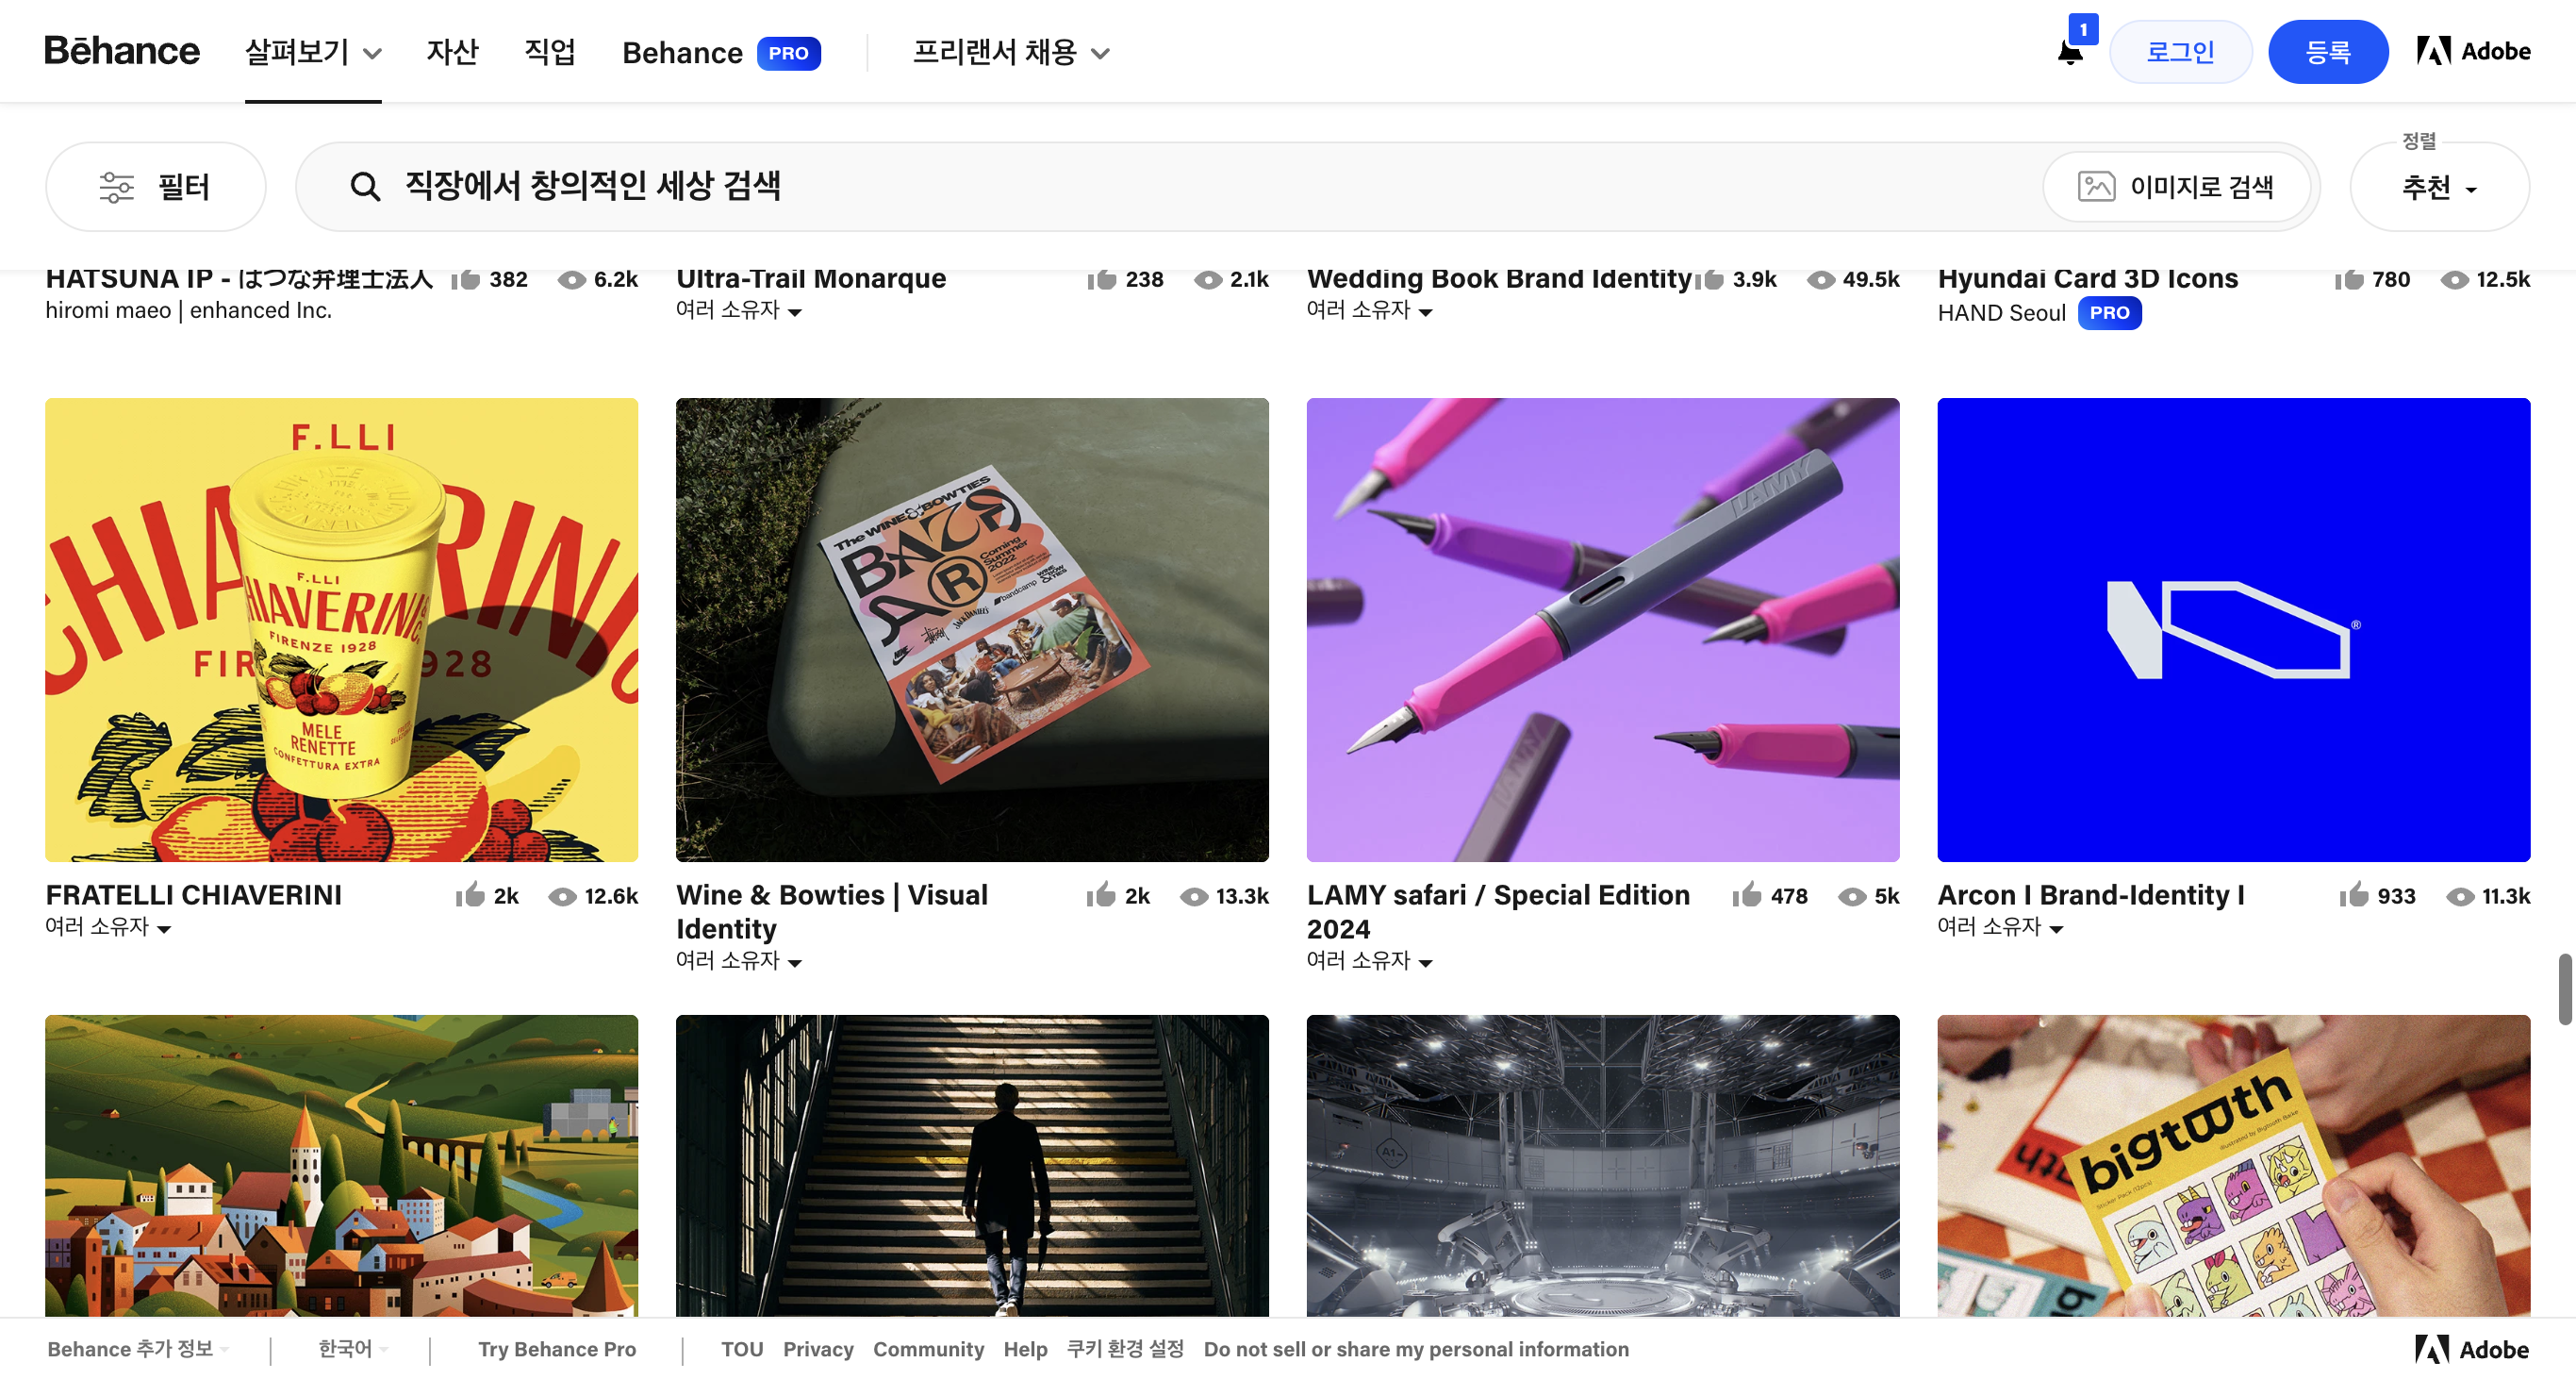 Bēhance 살펴보기 자산 직업 Behance PRO 프리랜서 채용 1 로그인 등록 Adobe
필터 직장에서 창의적인 세상 검색 이미지로 검색 정렬 추천
HATSUNA IP - はつな弁理士法人 382 6.2k
hiromi maeo | enhanced Inc.
Ultra-Trail Monarque 238 2.1k
여러 소유자
Wedding Book Brand Identity 3.9k 49.5k
여러 소유자
Hyundai Card 3D Icons 780 12.5k
HAND Seoul PRO
F.LLI
CHIAVERINI
F.LLI
CHIAVERINI
FIRENZE 1928
MELE
RENETTE
CONFETTURA EXTRA
The WINE & BOWTIES
BAZAAR
Coming
Summer
2022
bandcamp
JACK DANIEL'S
LAMY
®
FRATELLI CHIAVERINI 2k 12.6k
여러 소유자
Wine & Bowties | Visual 2k 13.3k
Identity
여러 소유자
LAMY safari / Special Edition 478 5k
2024
여러 소유자
Arcon I Brand-Identity I 933 11.3k
여러 소유자
A1-
bigtooth
Sticker Pack (12pcs)
Behance 추가 정보 한국어 Try Behance Pro TOU Privacy Community Help 쿠키 환경 설정 Do not sell or share my personal information Adobe